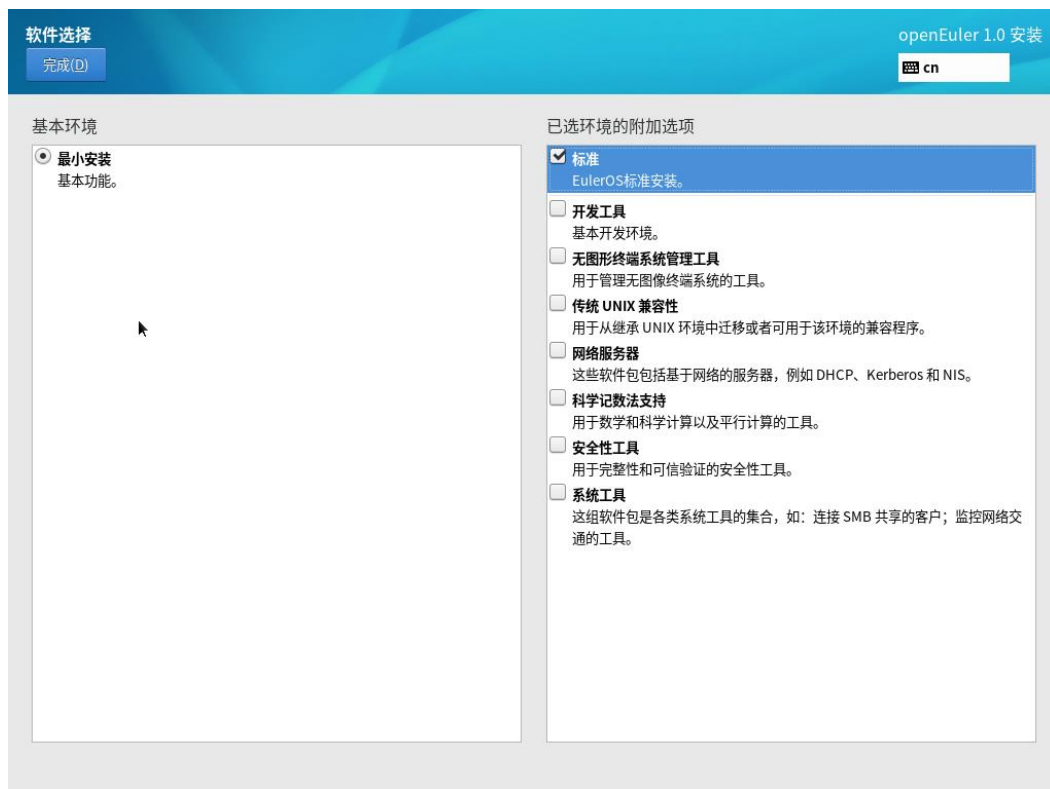 软件选择
完成(D)
openEuler 1.0 安装
cn
基本环境
最小安装
基本功能。
已选环境的附加选项
标准
EulerOS标准安装。
开发工具
基本开发环境。
无图形终端系统管理工具
用于管理无图像终端系统的工具。
传统 UNIX 兼容性
用于从继承 UNIX 环境中迁移或者可用于该环境的兼容程序。
网络服务器
这些软件包包括基于网络的服务器，例如 DHCP、Kerberos 和 NIS。
科学记数法支持
用于数学和科学计算以及平行计算的工具。
安全性工具
用于完整性和可信验证的安全性工具。
系统工具
这组软件包是各类系统工具的集合，如：连接 SMB 共享的客户；监控网络交
通的工具。